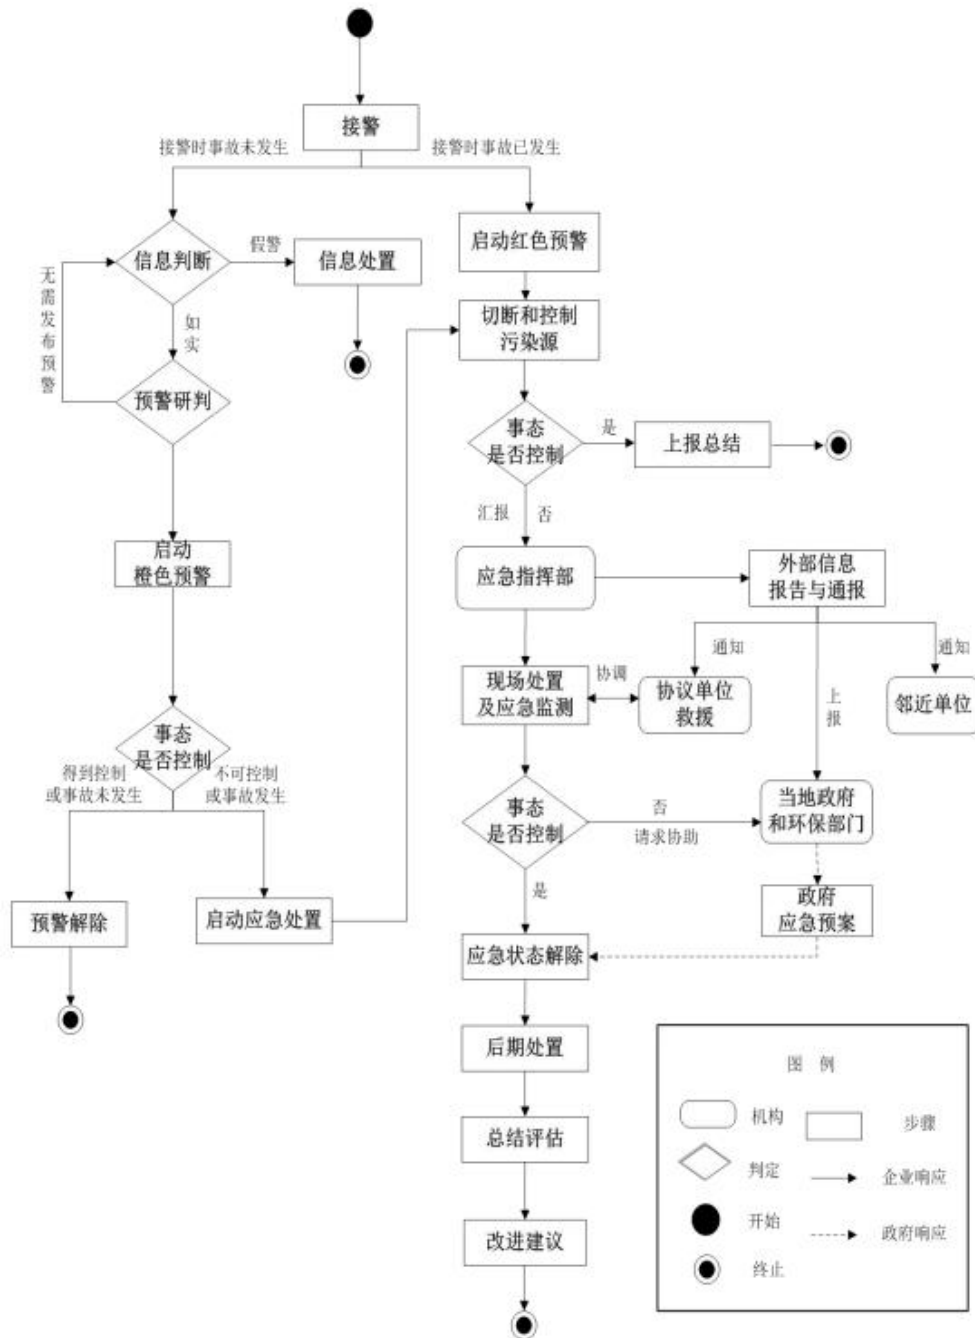 接警
接警时事故未发生
接警时事故已发生
信息判断
假警
信息处置
无需发布预警
如实
预警研判
启动
橙色预警
事态
是否控制
得到控制
或事故未发生
不可控制
或事故发生
预警解除
启动应急处置
启动红色预警
切断和控制
污染源
事态
是否控制
是
上报总结
汇报
否
应急指挥部
外部信息
报告与通报
通知
通知
上报
现场处置
及应急监测
协调
协议单位
救援
邻近单位
事态
是否控制
否
请求协助
当地政府
和环保部门
是
政府
应急预案
应急状态解除
后期处置
总结评估
改进建议
图 例
机构
步骤
判定
企业响应
开始
政府响应
终止